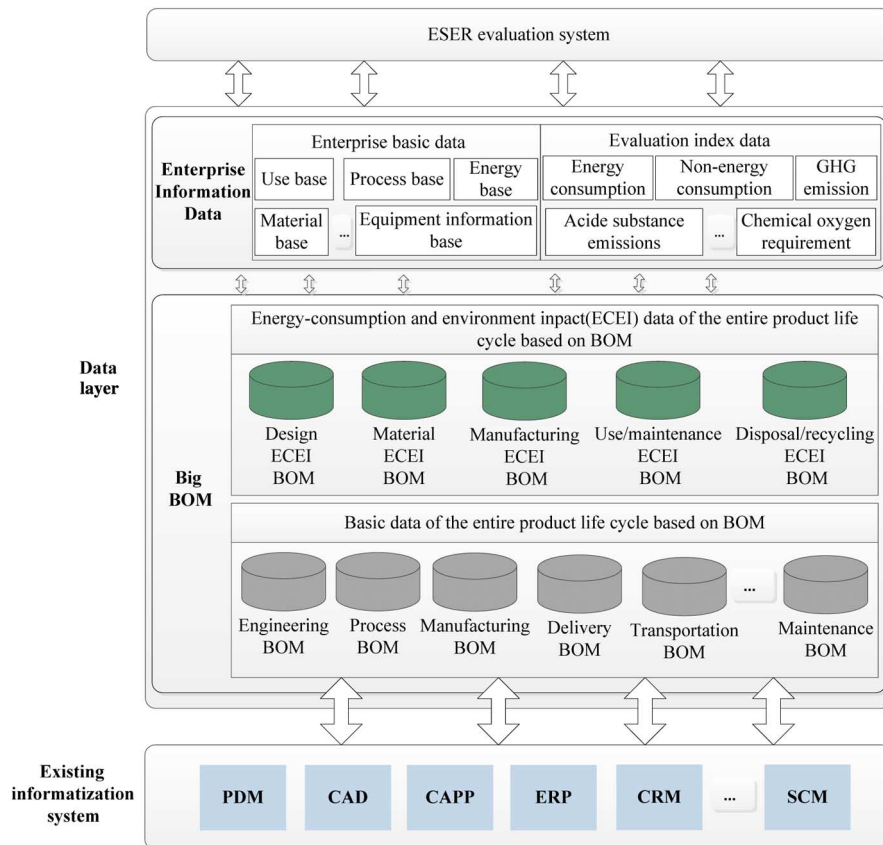 ESER evaluation system
Enterprise
Information
Data
Enterprise basic data
Use base
Process base
Energy
base
Material
base
...
Equipment information
base
Evaluation index data
Energy
consumption
Non-energy
consumption
GHG
emission
Acide substance
emissions
...
Chemical oxygen
requirement
Data
layer
Big
BOM
Energy-consumption and environment inpact(ECEI) data of the entire product life
cycle based on BOM
Design
ECEI
BOM
Material
ECEI
BOM
Manufacturing
ECEI
BOM
Use/maintenance
ECEI
BOM
Disposal/recycling
ECEI
BOM
Basic data of the entire product life cycle based on BOM
Engineering
BOM
Process
BOM
Manufacturing
BOM
Delivery
BOM
Transportation
BOM
...
Maintenance
BOM
Existing
informatization
system
PDM
CAD
CAPP
ERP
CRM
...
SCM